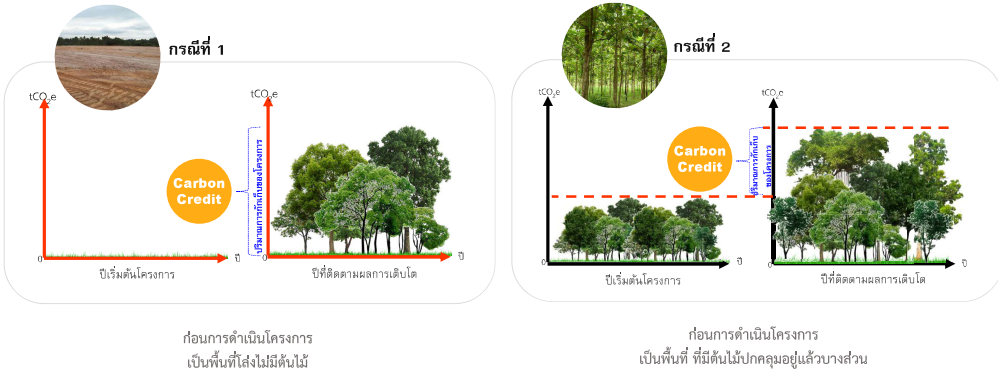 กรณีที่ 1
tCO2e
tCO2e
Carbon
Credit
ปริมาณการกักเก็บของโครงการ
0
ปี
0
ปี
ปีเริ่มต้นโครงการ
ปีที่ติดตามผลการเติบโต
ก่อนการดำเนินโครงการ
เป็นพื้นที่โล่งไม่มีต้นไม้
กรณีที่ 2
tCO2e
tCO2e
Carbon
Credit
ปริมาณการกักเก็บ
ของโครงการ
0
ปี
0
ปี
ปีเริ่มต้นโครงการ
ปีที่ติดตามผลการเติบโต
ก่อนการดำเนินโครงการ
เป็นพื้นที่ ที่มีต้นไม้ปกคลุมอยู่แล้วบางส่วน